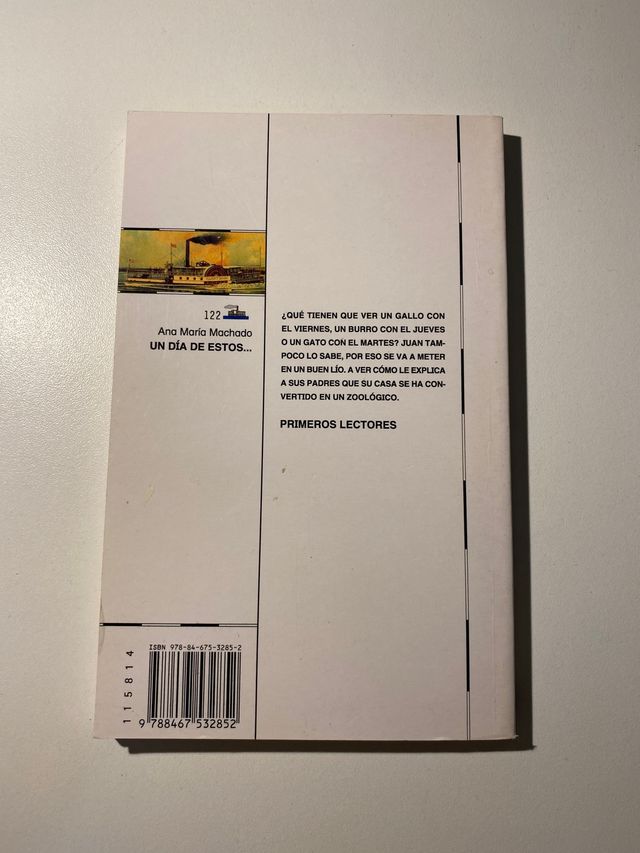 122
Ana María Machado
UN DÍA DE ESTOS...
¿QUÉ TIENEN QUE VER UN GALLO CON
EL VIERNES, UN BURRO CON EL JUEVES
O UN GATO CON EL MARTES? JUAN TAM-
POCO LO SABE, POR ESO SE VA A METER
EN UN BUEN LÍO. A VER CÓMO LE EXPLICA
A SUS PADRES QUE SU CASA SE HA CON-
VERTIDO EN UN ZOOLÓGICO.
PRIMEROS LECTORES
ISBN 978-84-675-3285-2
115814
9 788467 532852